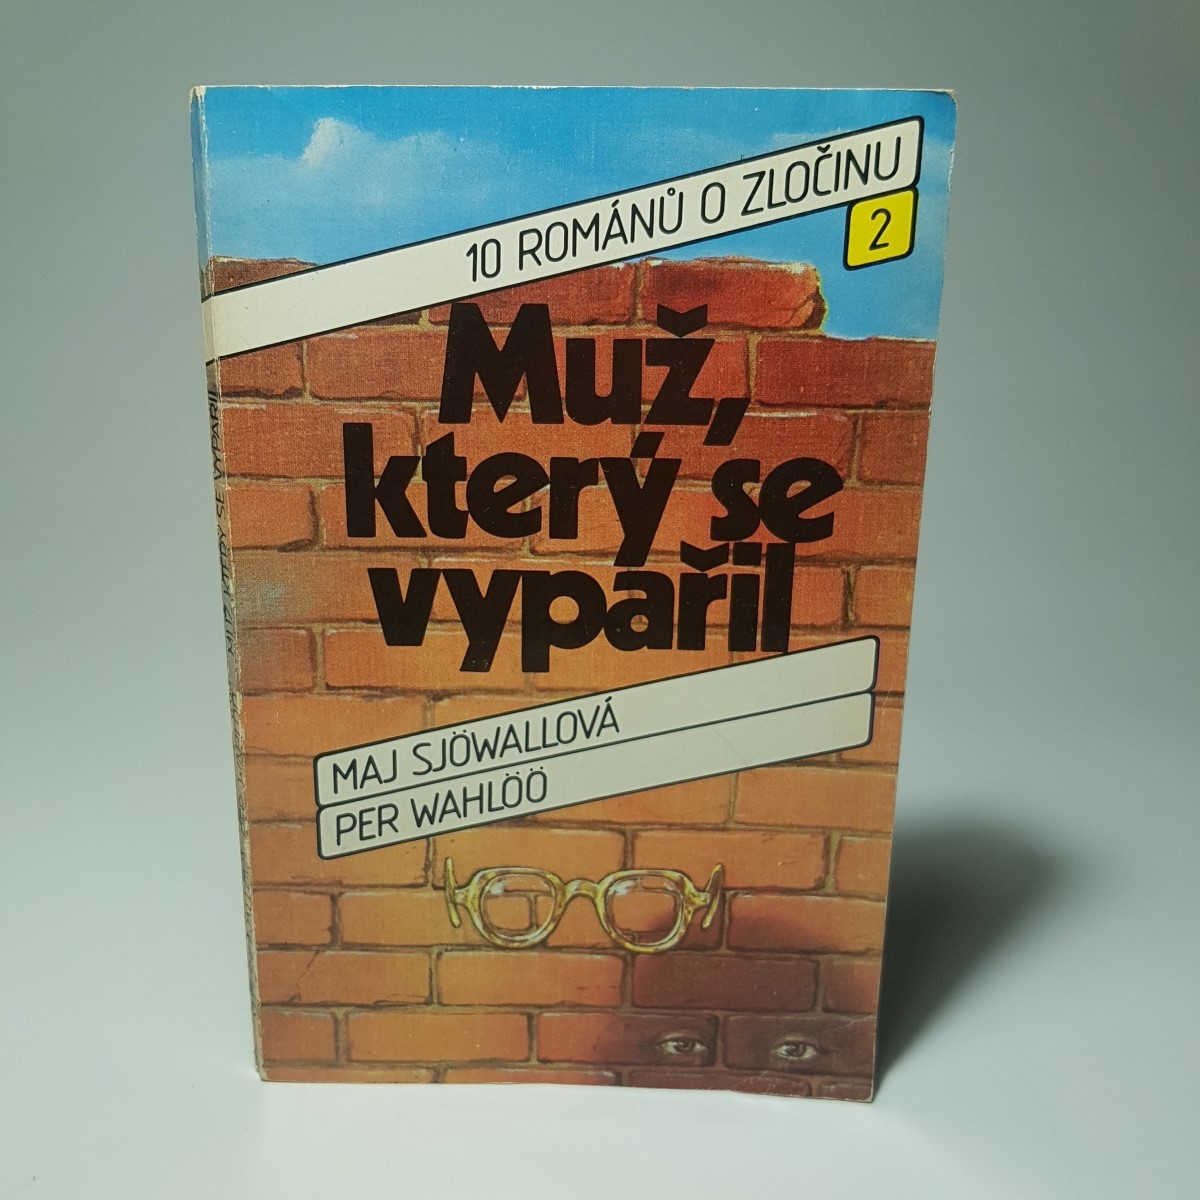 10 ROMÁNŮ O ZLOČINU
2
Muž,
který se
vypařil
MAJ SJÖWALLOVÁ
PER WAHLÖÖ
MUŽ, KTERÝ SE VYPAŘIL